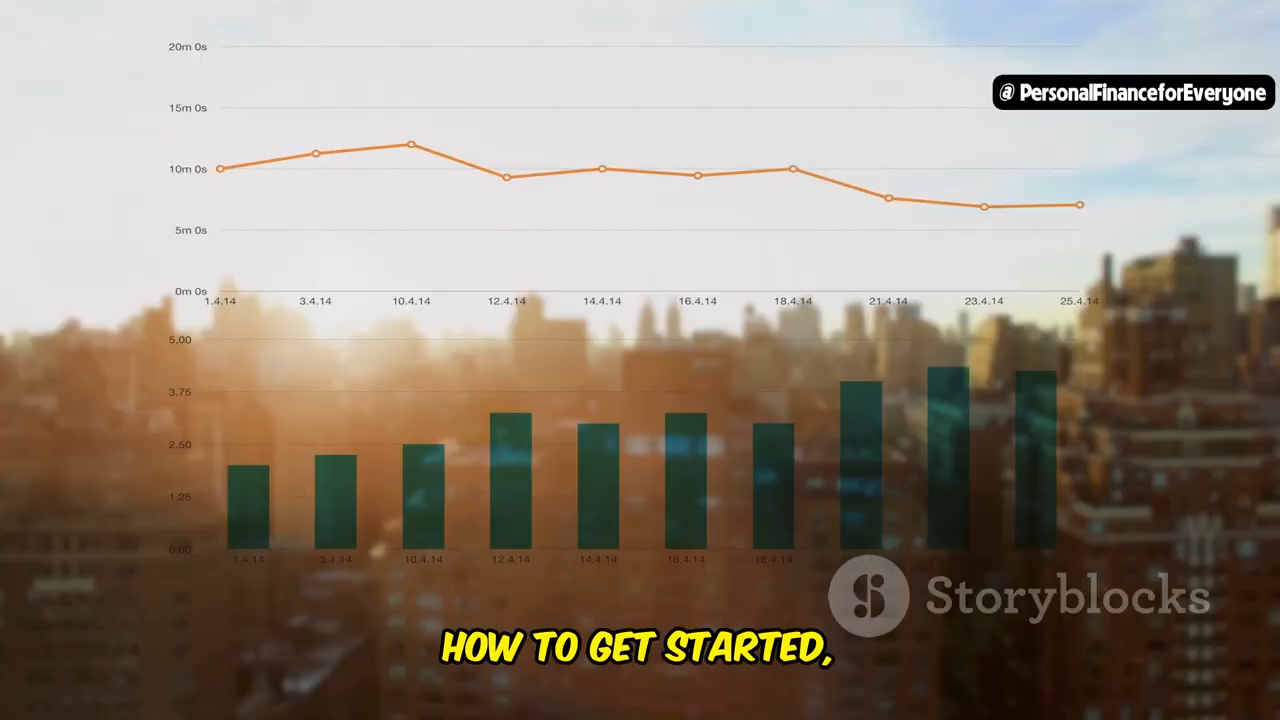 20m 0s
@ PersonalFinanceforEveryone
15m 0s
10m 0s
5m 0s
0m 0s
1.4.14 3.4.14 10.4.14 12.4.14 14.4.14 16.4.14 18.4.14 21.4.14 23.4.14 25.4.14
5.00
3.75
2.50
1.25
0.00
1.4.14 3.4.14 10.4.14 12.4.14 14.4.14 16.4.14 18.4.14
Storyblocks
HOW TO GET STARTED,